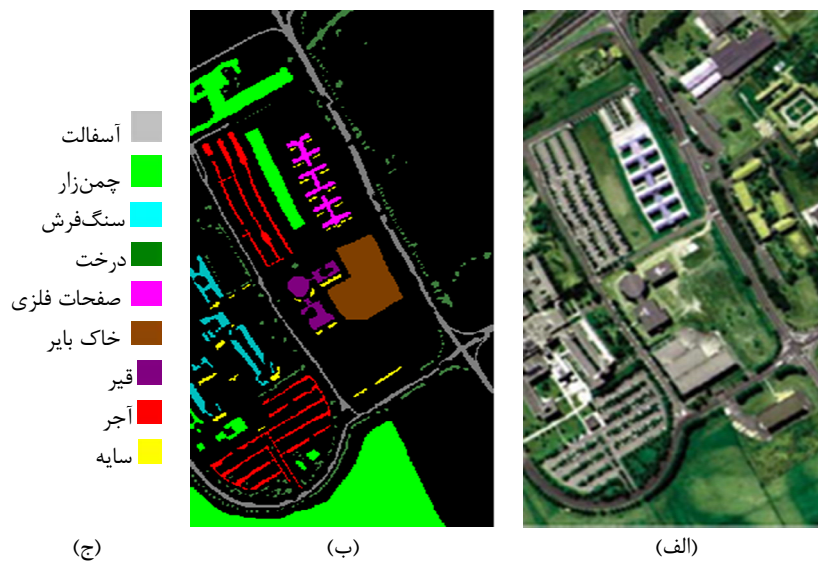 آسفالت
چمن‌زار
سنگ‌فرش
درخت
صفحات فلزی
خاک بایر
قیر
آجر
سایه
(الف)
(ب)
(ج)